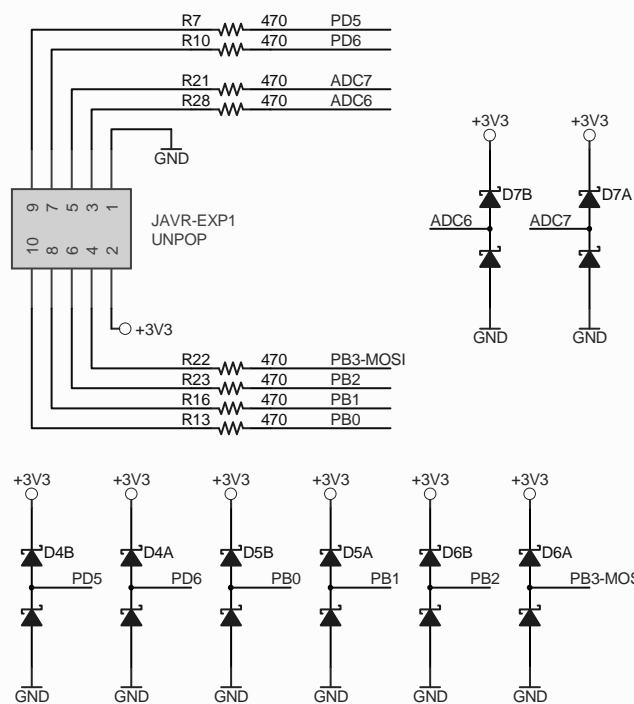 R7 470 PD5
R10 470 PD6
R21 470 ADC7
R28 470 ADC6
GND
9 7 5 3 1
10 8 6 4 2
JAVR-EXP1
UNPOP
+3V3
R22 470 PB3-MOSI
R23 470 PB2
R16 470 PB1
R13 470 PB0
+3V3 +3V3
D7B D7A
ADC6 ADC7
GND GND
+3V3 +3V3 +3V3 +3V3 +3V3 +3V3
D4B D4A D5B D5A D6B D6A
PD5 PD6 PB0 PB1 PB2 PB3-MOS
GND GND GND GND GND GND